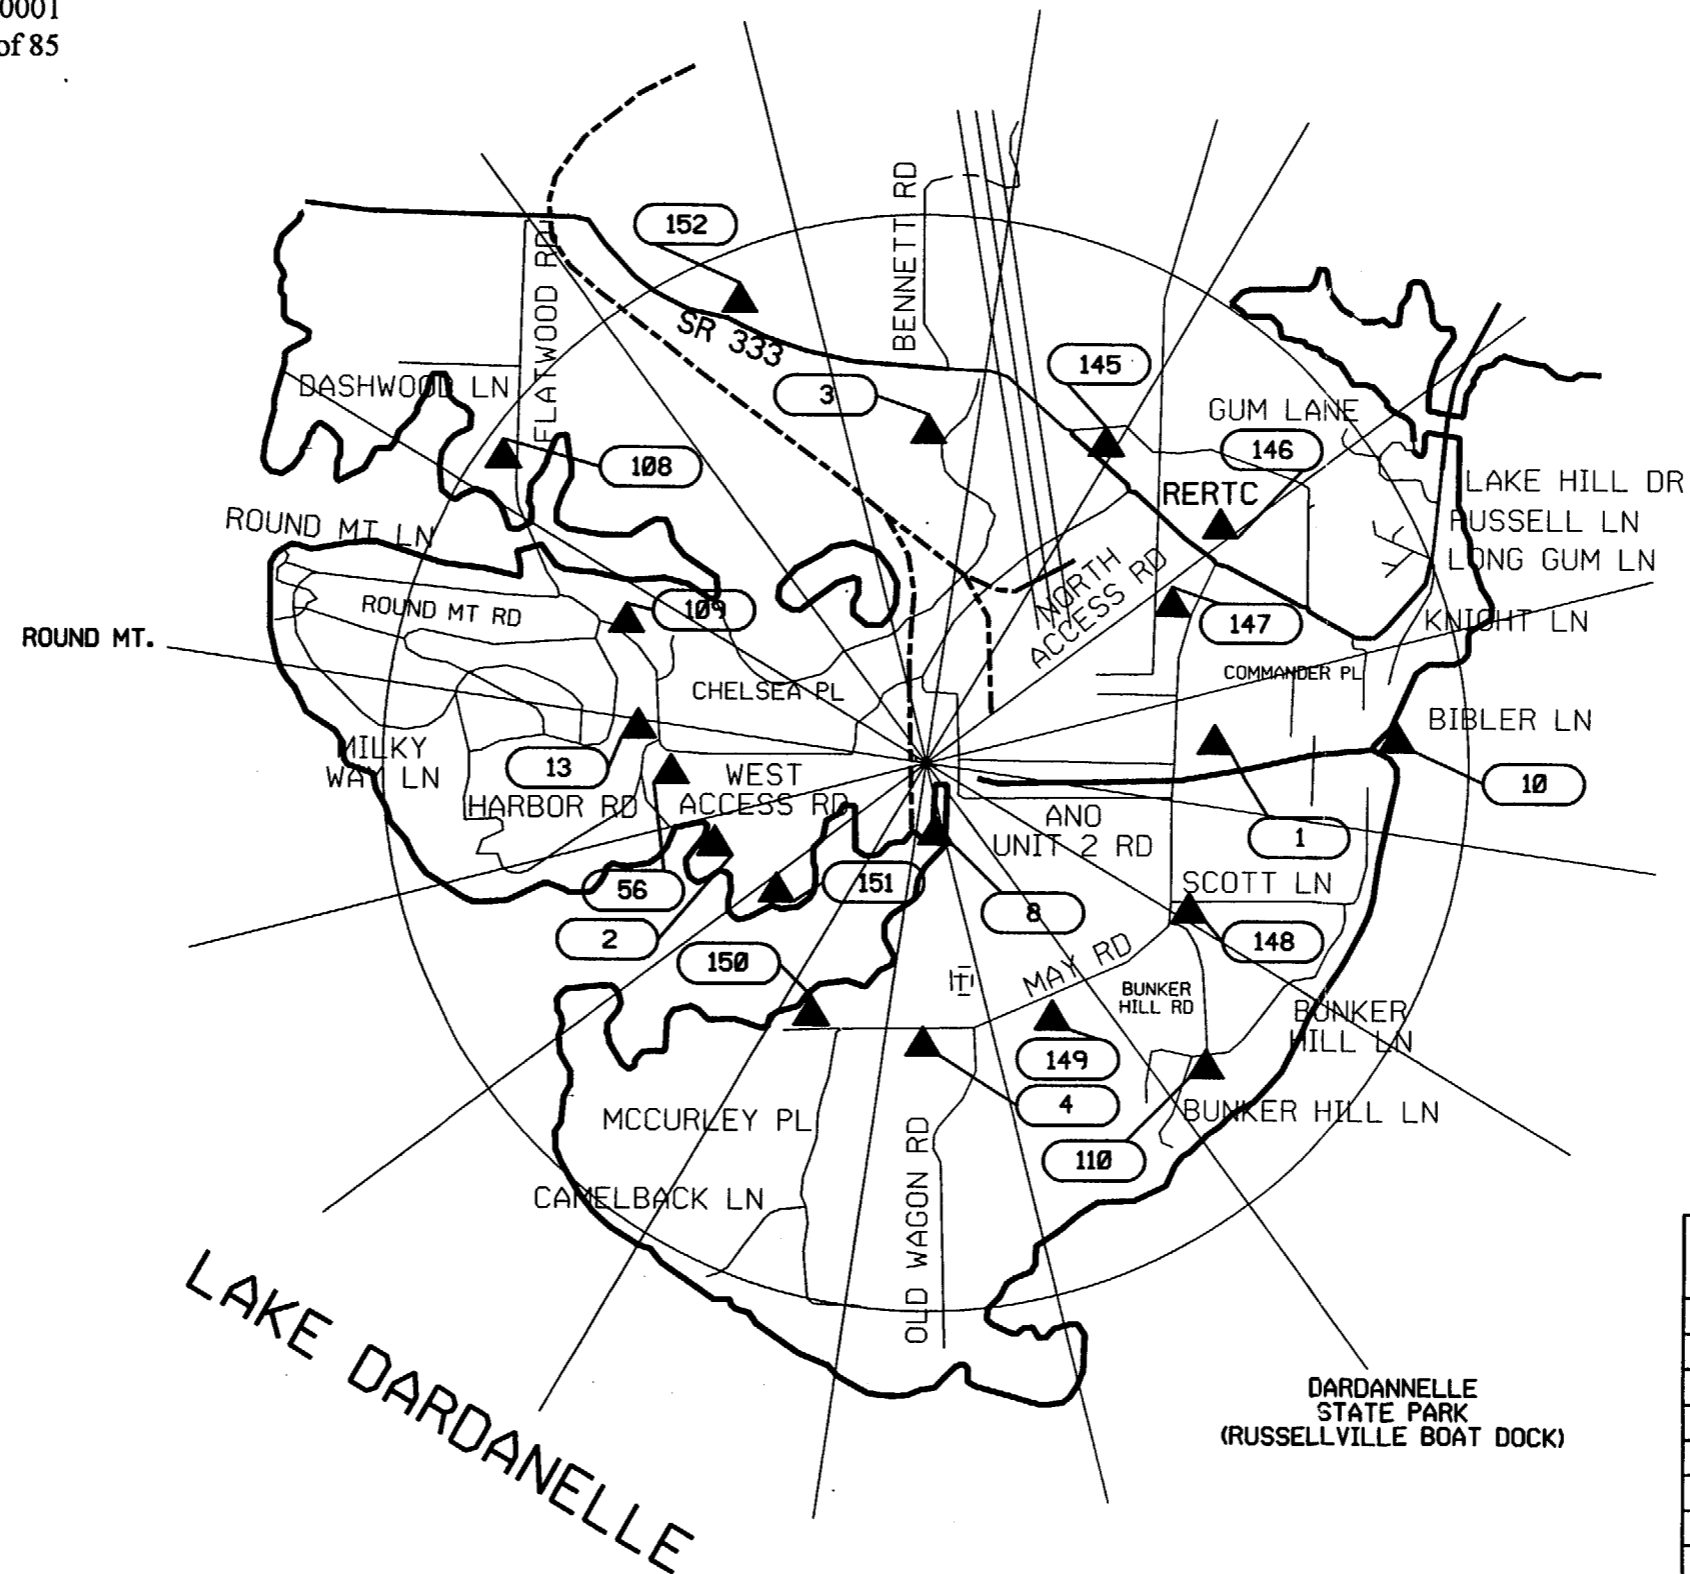 0001
of 85
152
BENNETT RD
FLATWOOD RD
SR 333
145
3
DASHWOOD LN
GUM LANE
146
108
RERTC
LAKE HILL DR
RUSSELL LN
LONG GUM LN
ROUND MT LN
NORTH
ACCESS RD
109
ROUND MT RD
147
KNIGHT LN
ROUND MT.
COMMANDER PL
CHELSEA PL
BIBLER LN
MILKY
WAY LN
13
WEST
ACCESS RD
HARBOR RD
10
ANO
UNIT 2 RD
1
56
151
SCOTT LN
8
2
148
150
MAY RD
BUNKER
HILL RD
BUNKER
HILL LN
149
4
MCCURLEY PL
BUNKER HILL LN
110
CAMELBACK LN
OLD WAGON RD
LAKE DARDANELLE
DARDANNELLE
STATE PARK
(RUSSELLVILLE BOAT DOCK)